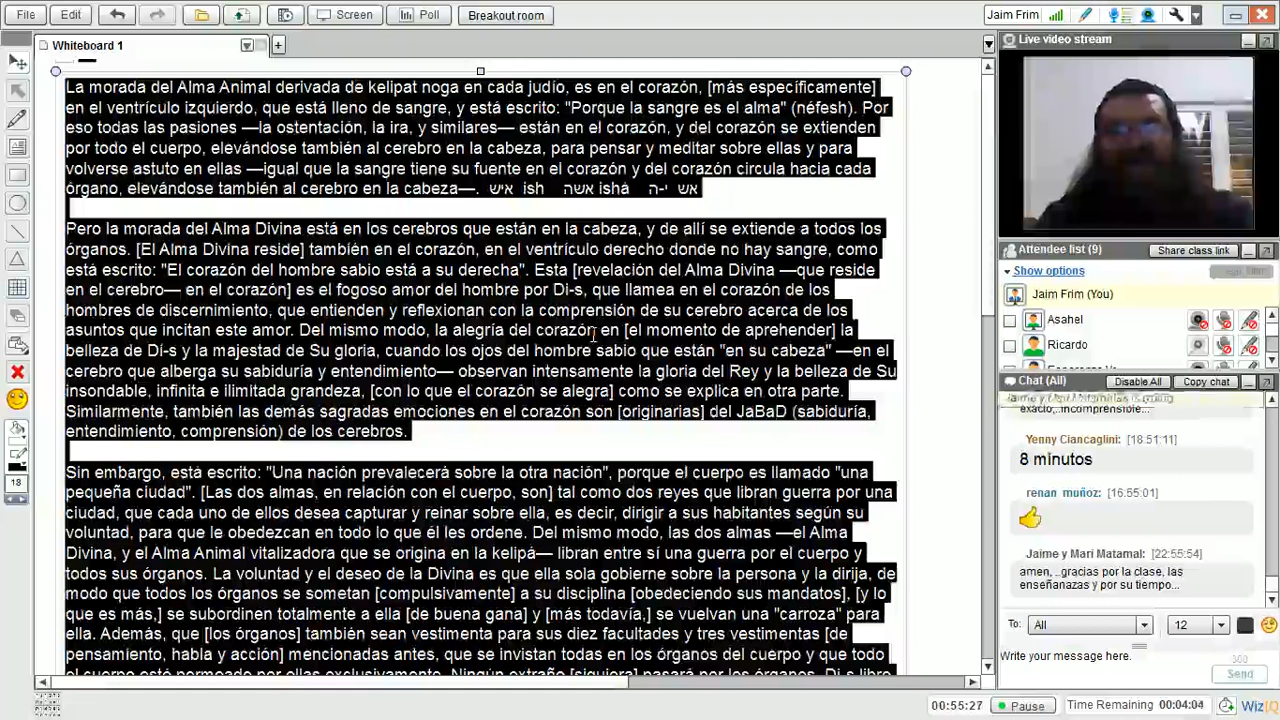 File
Edit
Screen
Poll
Breakout room
Jaim Frim
Whiteboard 1
La morada del Alma Animal derivada de kelipat noga en cada judío, es en el corazón, [más específicamente]
en el ventrículo izquierdo, que está lleno de sangre, y está escrito: "Porque la sangre es el alma" (néfesh). Por
eso todas las pasiones —la ostentación, la ira, y similares— están en el corazón, y del corazón se extienden
por todo el cuerpo, elevándose también al cerebro en la cabeza, para pensar y meditar sobre ellas y para
volverse astuto en ellas —igual que la sangre tiene su fuente en el corazón y del corazón circula hacia cada
órgano, elevándose también al cerebro en la cabeza—. איש ish אשה ishá אש י-ה
Pero la morada del Alma Divina está en los cerebros que están en la cabeza, y de allí se extiende a todos los
órganos. [El Alma Divina reside] también en el corazón, en el ventrículo derecho donde no hay sangre, como
está escrito: "El corazón del hombre sabio está a su derecha". Esta [revelación del Alma Divina —que reside
en el cerebro— en el corazón] es el fogoso amor del hombre por Di-s, que llamea en el corazón de los
hombres de discernimiento, que entienden y reflexionan con la comprensión de su cerebro acerca de los
asuntos que incitan este amor. Del mismo modo, la alegría del corazón en [el momento de aprehender] la
belleza de Di-s y la majestad de Su gloria, cuando los ojos del hombre sabio que están "en su cabeza" —en el
cerebro que alberga su sabiduría y entendimiento— observan intensamente la gloria del Rey y la belleza de Su
insondable, infinita e ilimitada grandeza, [con lo que el corazón se alegra] como se explica en otra parte.
Similarmente, también las demás sagradas emociones en el corazón son [originarias] del JaBaD (sabiduría,
entendimiento, comprensión) de los cerebros.
Sin embargo, está escrito: "Una nación prevalecerá sobre la otra nación", porque el cuerpo es llamado "una
pequeña ciudad". [Las dos almas, en relación con el cuerpo, son] tal como dos reyes que libran guerra por una
ciudad, que cada uno de ellos desea capturar y reinar sobre ella, es decir, dirigir a sus habitantes según su
voluntad, para que le obedezcan en todo lo que él les ordene. Del mismo modo, las dos almas —el Alma
Divina, y el Alma Animal vitalizadora que se origina en la kelipá— libran entre sí una guerra por el cuerpo y
todos sus órganos. La voluntad y el deseo de la Divina es que ella sola gobierne sobre la persona y la dirija, de
modo que todos los órganos se sometan [compulsivamente] a su disciplina [obedeciendo sus mandatos], [y lo
que es más,] se subordinen totalmente a ella [de buena gana] y [más todavía,] se vuelvan una "carroza" para
ella. Además, que [los órganos] también sean vestimenta para sus diez facultades y tres vestimentas [de
pensamiento, habla y acción] mencionadas antes, que se invistan todas en los órganos del cuerpo y que todo
el cuerpo esté permeado por ellas exclusivamente. Ningún extraño [siquiera] pasará por los órganos, Di-s libre
18
Live video stream
Attendee list (9)
Share class link
Show options
Jaim Frim (You)
Asahel
Ricardo
Chat (All)
Disable All
Copy chat
exacto,..incomprensible...
Yenny Ciancaglini: [18:51:11]
8 minutos
renan muñoz: [16:55:01]
Jaime y Mari Matamal: [22:55:54]
amen, ..gracias por la clase, las
enseñanazas y por su tiempo...
To:
All
12
Write your message here.
300
Send
00:55:27
Pause
Time Remaining
00:04:04
WizIQ